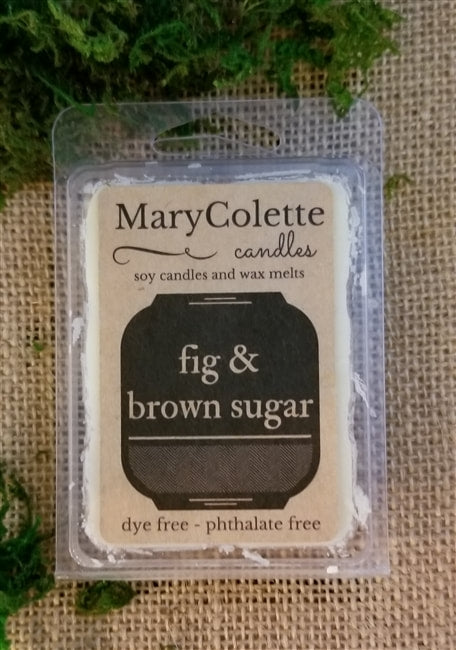 MaryColette
candles
soy candles and wax melts
fig &
brown sugar
dye free - phthalate free